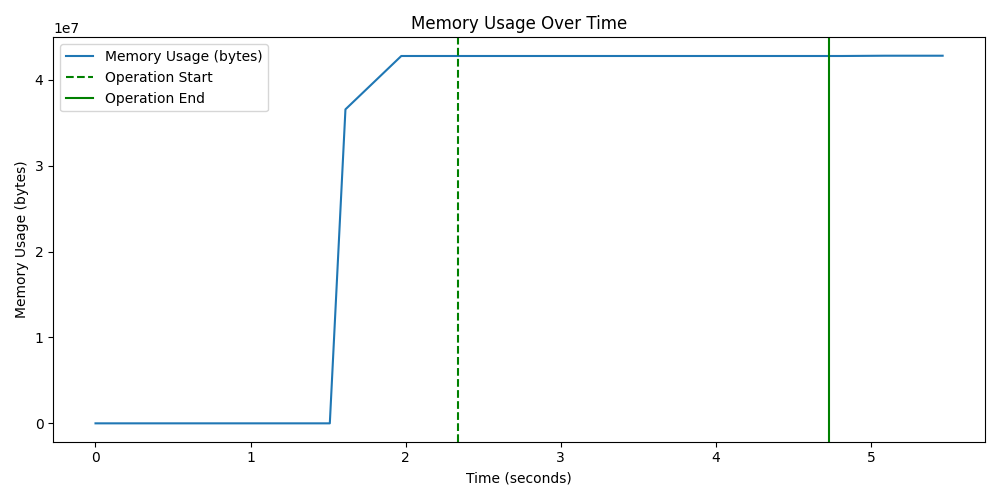 Memory Usage Over Time
1e7
Memory Usage (bytes)
Operation Start
Operation End
Memory Usage (bytes)
4
3
2
1
0
0 1 2 3 4 5
Time (seconds)